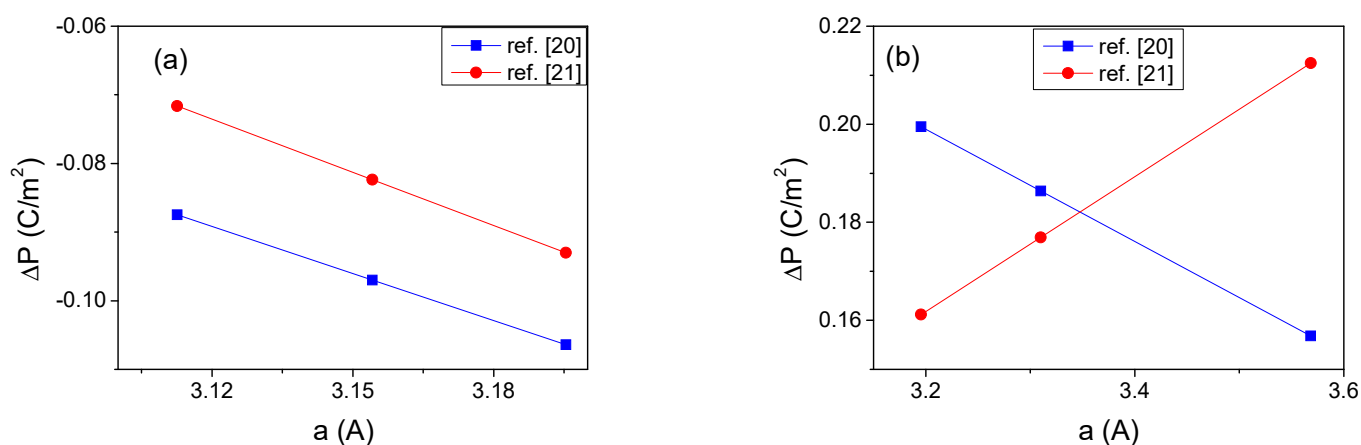 (a)
ref. [20]
ref. [21]
-0.06
-0.08
-0.10
ΔP (C/m²)
3.12 3.15 3.18
a (A)
(b)
ref. [20]
ref. [21]
0.22
0.20
0.18
0.16
ΔP (C/m²)
3.2 3.4 3.6
a (A)